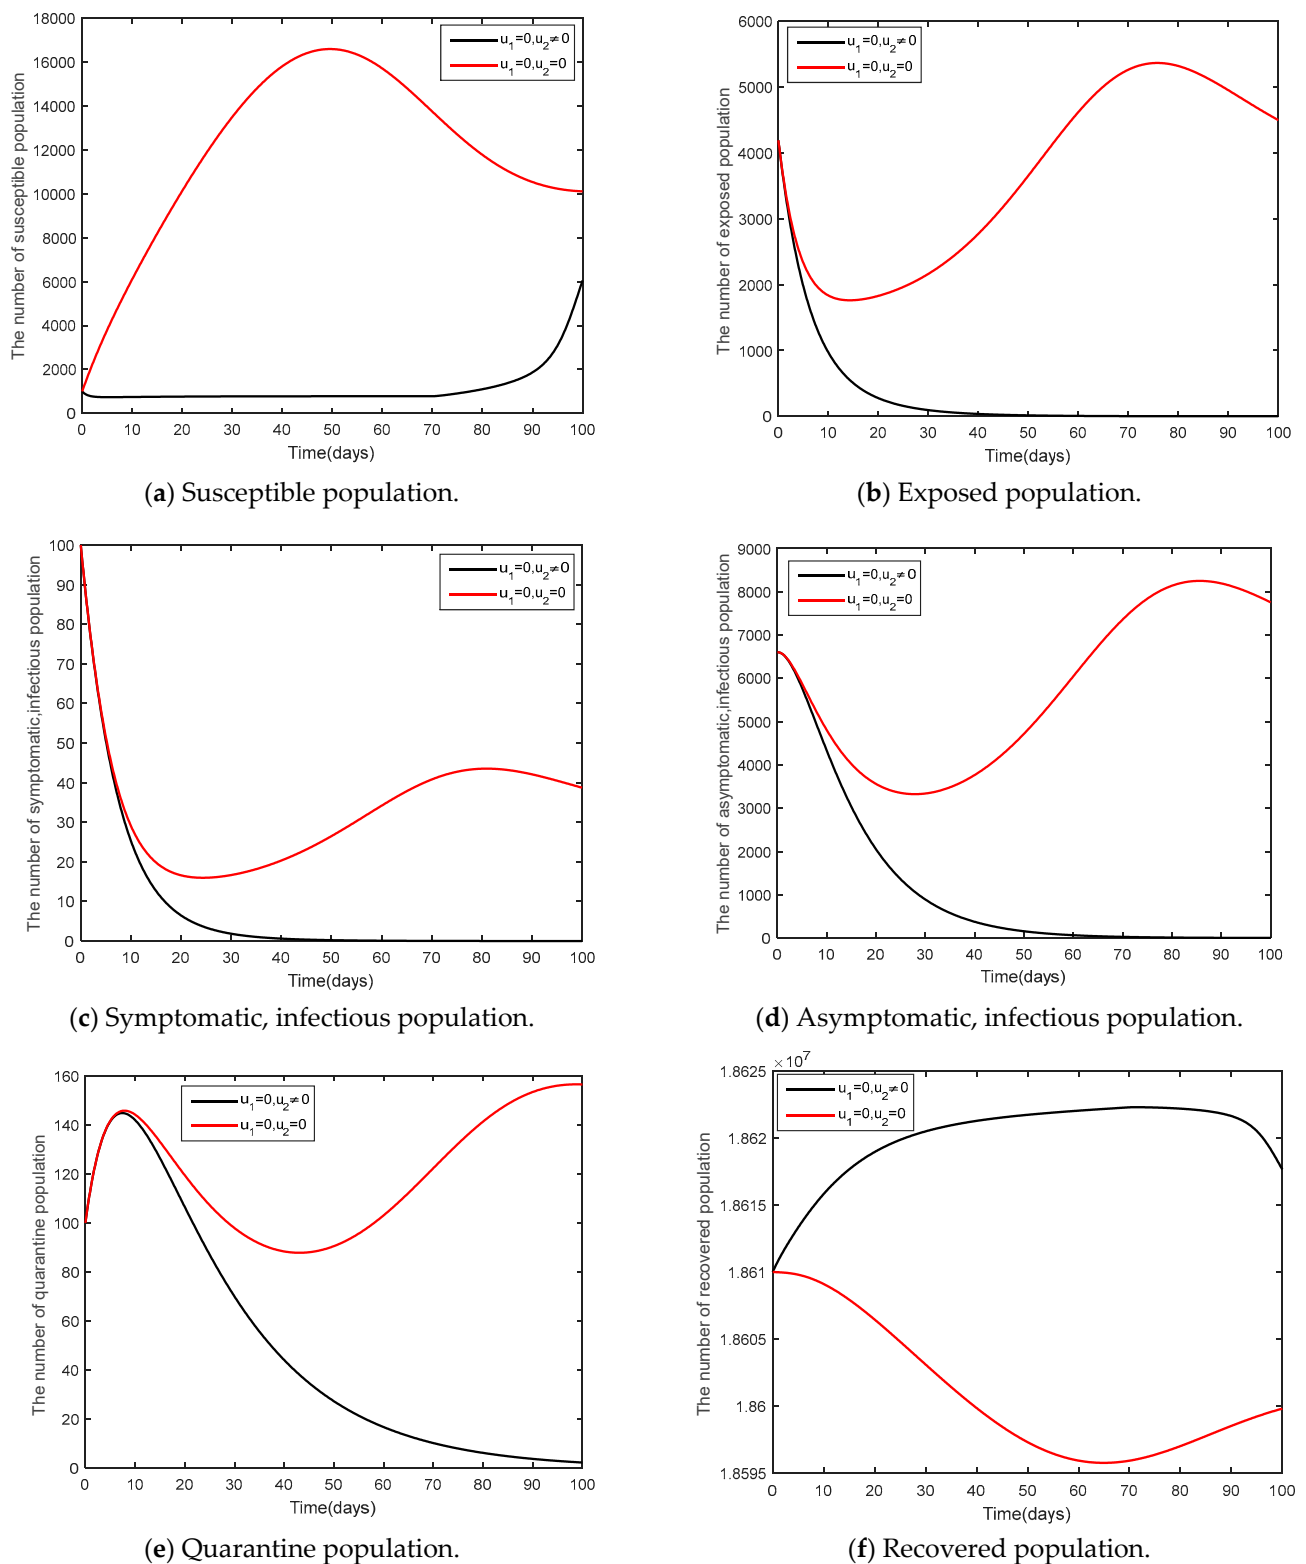 18000
16000
14000
12000
10000
8000
6000
4000
2000
0
The number of susceptible population
u1=0,u2≠0
u1=0,u2=0
0 10 20 30 40 50 60 70 80 90 100
Time(days)
(a) Susceptible population.
6000
5000
4000
3000
2000
1000
0
The number of exposed population
u1=0,u2≠0
u1=0,u2=0
0 10 20 30 40 50 60 70 80 90 100
Time(days)
(b) Exposed population.
100
90
80
70
60
50
40
30
20
10
0
The number of symptomatic,infectious population
u1=0,u2≠0
u1=0,u2=0
0 10 20 30 40 50 60 70 80 90 100
Time(days)
(c) Symptomatic, infectious population.
9000
8000
7000
6000
5000
4000
3000
2000
1000
0
The number of asymptomatic,infectious population
u1=0,u2≠0
u1=0,u2=0
0 10 20 30 40 50 60 70 80 90 100
Time(days)
(d) Asymptomatic, infectious population.
160
140
120
100
80
60
40
20
0
The number of quarantine population
u1=0,u2≠0
u1=0,u2=0
0 10 20 30 40 50 60 70 80 90 100
Time(days)
(e) Quarantine population.
×10^7
1.8625
1.862
1.8615
1.861
1.8605
1.86
1.8595
The number of recovered population
u1=0,u2≠0
u1=0,u2=0
0 10 20 30 40 50 60 70 80 90 100
Time(days)
(f) Recovered population.